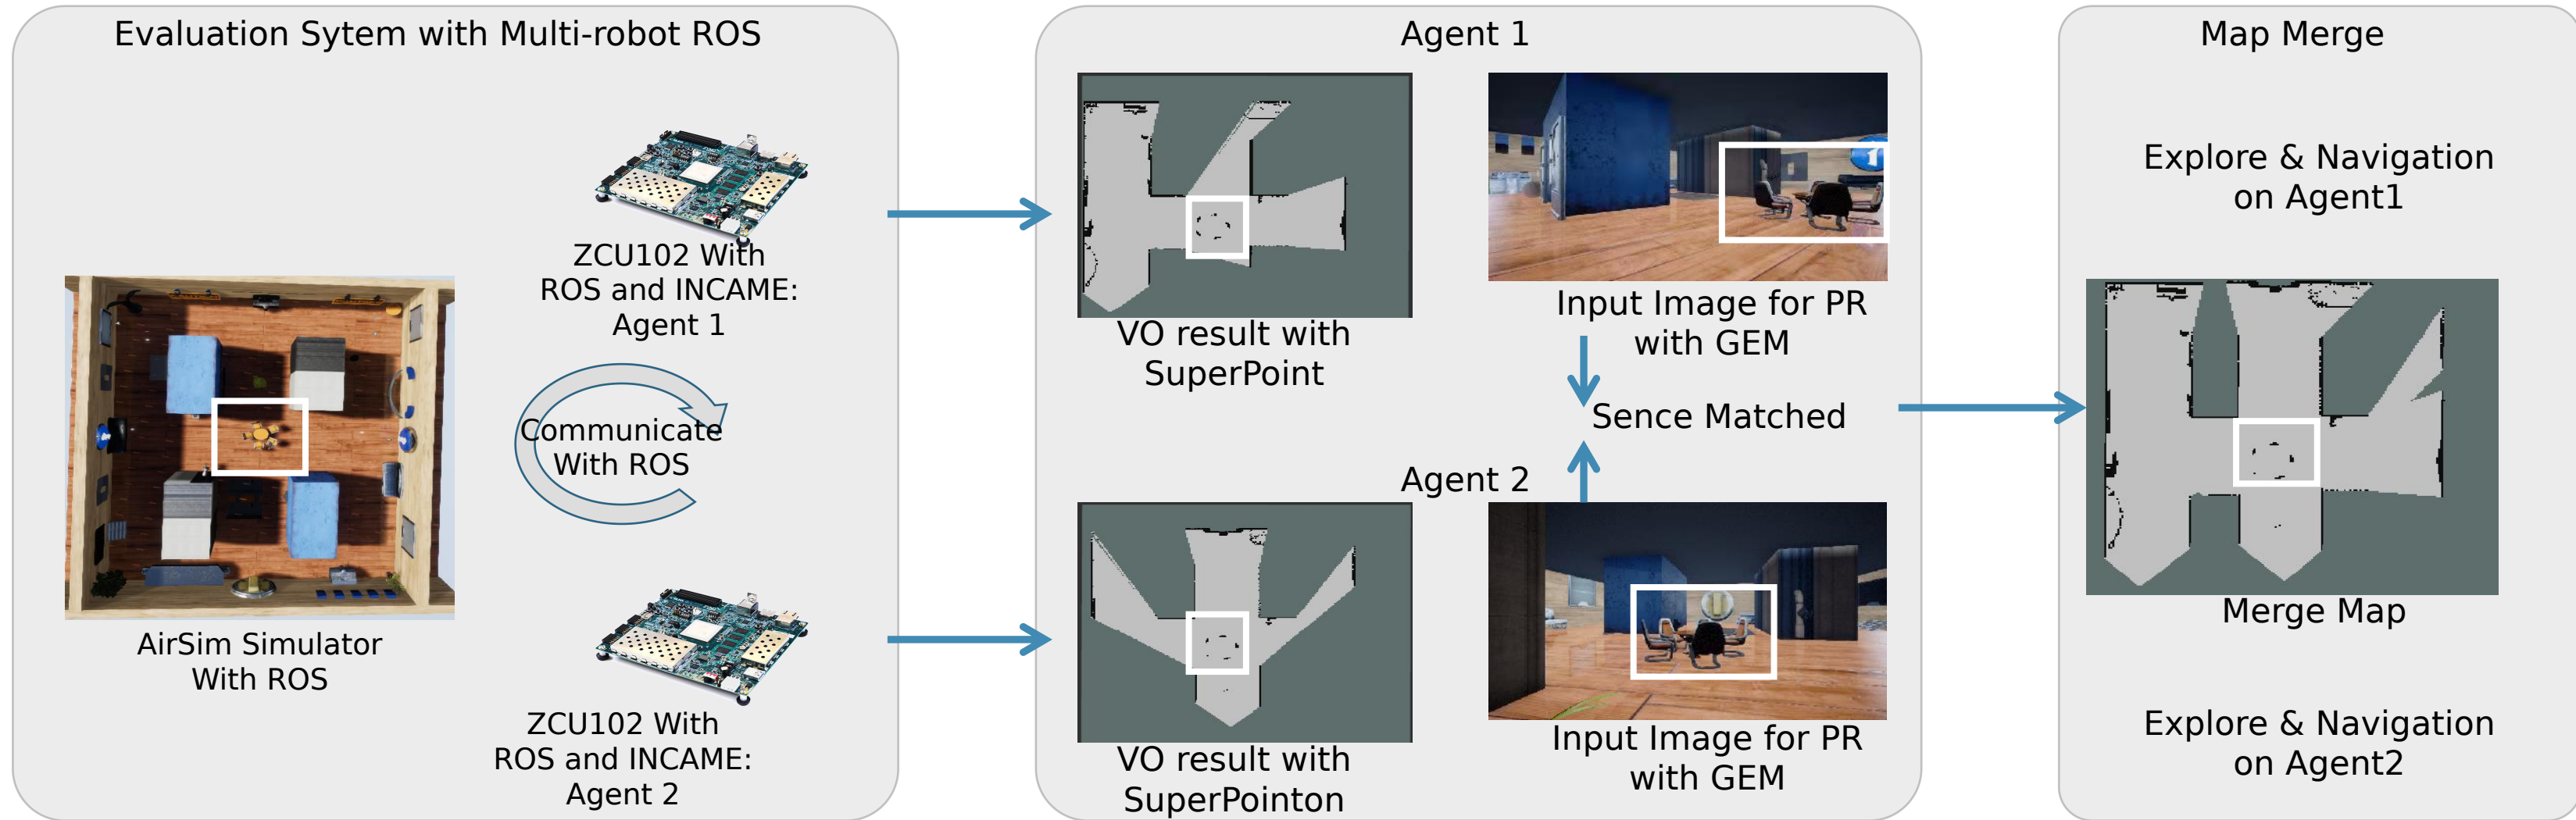 Evaluation Sytem with Multi-robot ROS
ZCU102 With
ROS and INCAME:
Agent 1
Communicate
With ROS
AirSim Simulator
With ROS
ZCU102 With
ROS and INCAME:
Agent 2
Agent 1
VO result with
SuperPoint
1
Input Image for PR
with GEM
Sence Matched
Agent 2
VO result with
SuperPointon
Input Image for PR
with GEM
Map Merge
Explore & Navigation
on Agent1
Merge Map
Explore & Navigation
on Agent2